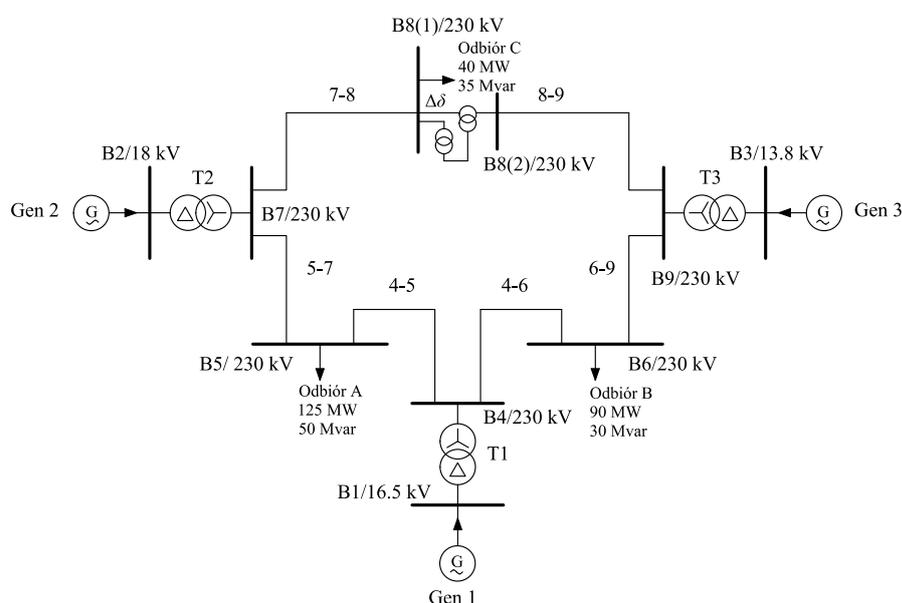 B8(1)/230 kV
Odbiór C
40 MW
35 Mvar
Δδ
7-8
8-9
B8(2)/230 kV
B2/18 kV
T2
B3/13.8 kV
T3
Gen 2
G
B7/230 kV
G
Gen 3
B9/230 kV
5-7
4-5
4-6
6-9
B5/ 230 kV
B6/230 kV
Odbiór A
125 MW
50 Mvar
Odbiór B
90 MW
30 Mvar
B4/230 kV
T1
B1/16.5 kV
G
Gen 1